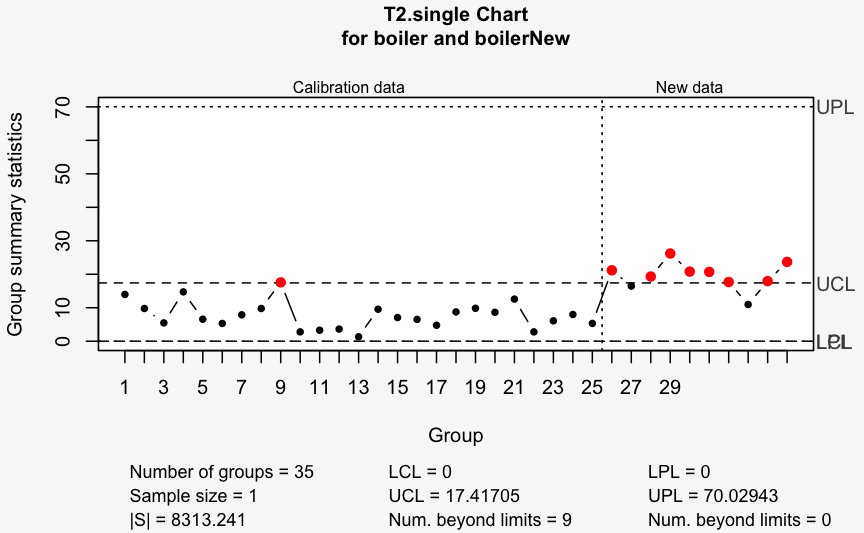 T2.single Chart
for boiler and boilerNew
Calibration data
New data
Group summary statistics
70
50
30
10
0
UPL
UCL
1 3 5 7 9 11 13 15 17 19 21 23 25 27 29
Group
Number of groups = 35
LCL = 0
LPL = 0
Sample size = 1
UCL = 17.41705
UPL = 70.02943
|S| = 8313.241
Num. beyond limits = 9
Num. beyond limits = 0